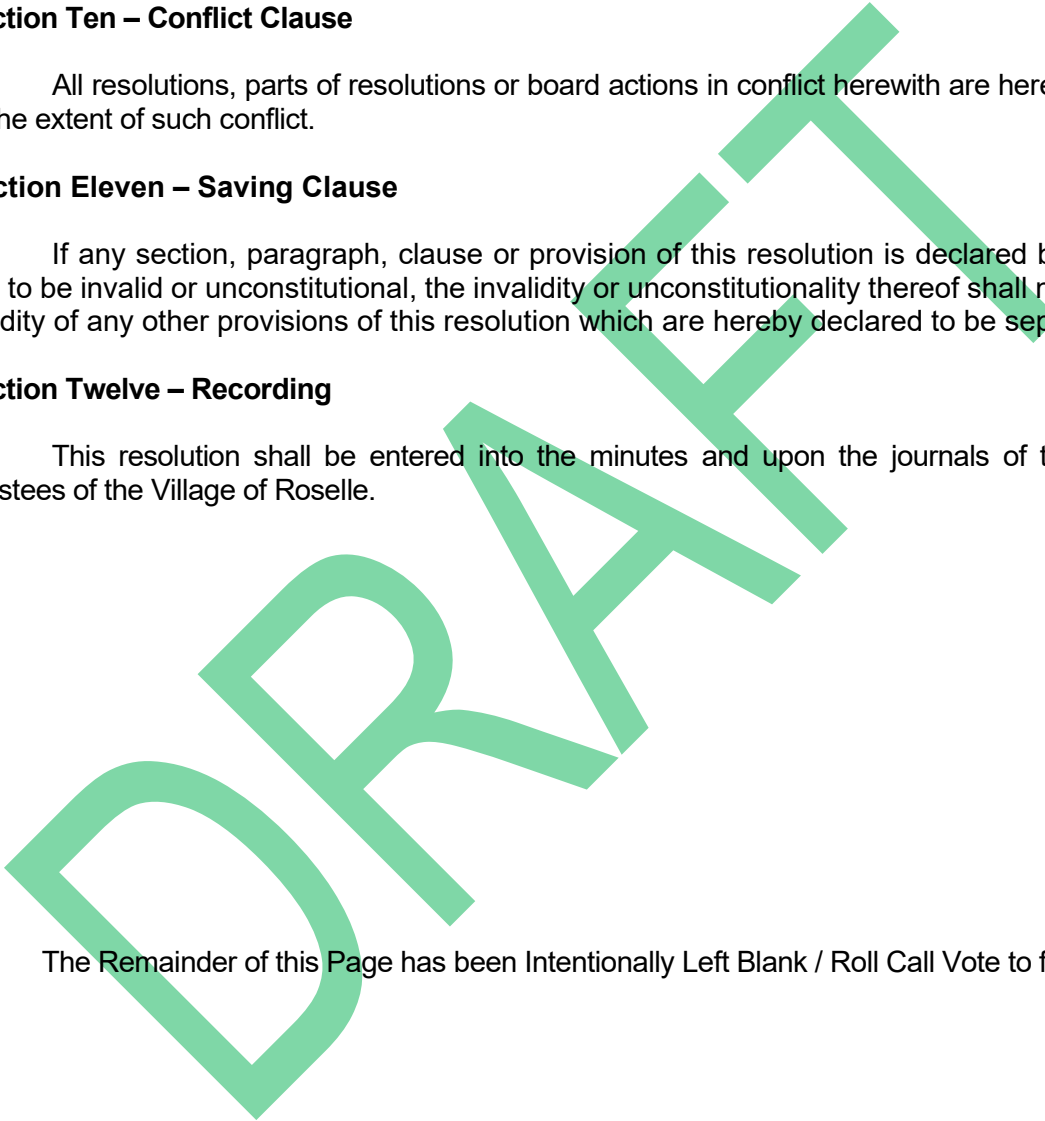 ction Ten – Conflict Clause
All resolutions, parts of resolutions or board actions in conflict herewith are here
he extent of such conflict.
ction Eleven – Saving Clause
If any section, paragraph, clause or provision of this resolution is declared b
to be invalid or unconstitutional, the invalidity or unconstitutionality thereof shall n
dity of any other provisions of this resolution which are hereby declared to be sep
ction Twelve – Recording
This resolution shall be entered into the minutes and upon the journals of t
stees of the Village of Roselle.
DRAFT
The Remainder of this Page has been Intentionally Left Blank / Roll Call Vote to f